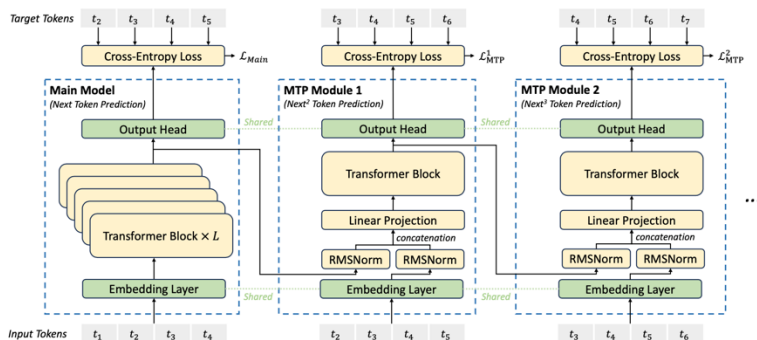 Target Tokens t₂ t₃ t₄ t₅ t₃ t₄ t₅ t₆ t₄ t₅ t₆ t₇
Cross-Entropy Loss ℒ_Main Cross-Entropy Loss ℒ¹_MTP Cross-Entropy Loss ℒ²_MTP
Main Model MTP Module 1 MTP Module 2
(Next Token Prediction) (Next² Token Prediction) (Next³ Token Prediction)
Output Head Shared Output Head Shared Output Head
Transformer Block × L Transformer Block Transformer Block
Linear Projection Linear Projection
concatenation concatenation
RMSNorm RMSNorm RMSNorm RMSNorm
Embedding Layer Shared Embedding Layer Shared Embedding Layer
Input Tokens t₁ t₂ t₃ t₄ t₂ t₃ t₄ t₅ t₃ t₄ t₅ t₆
...